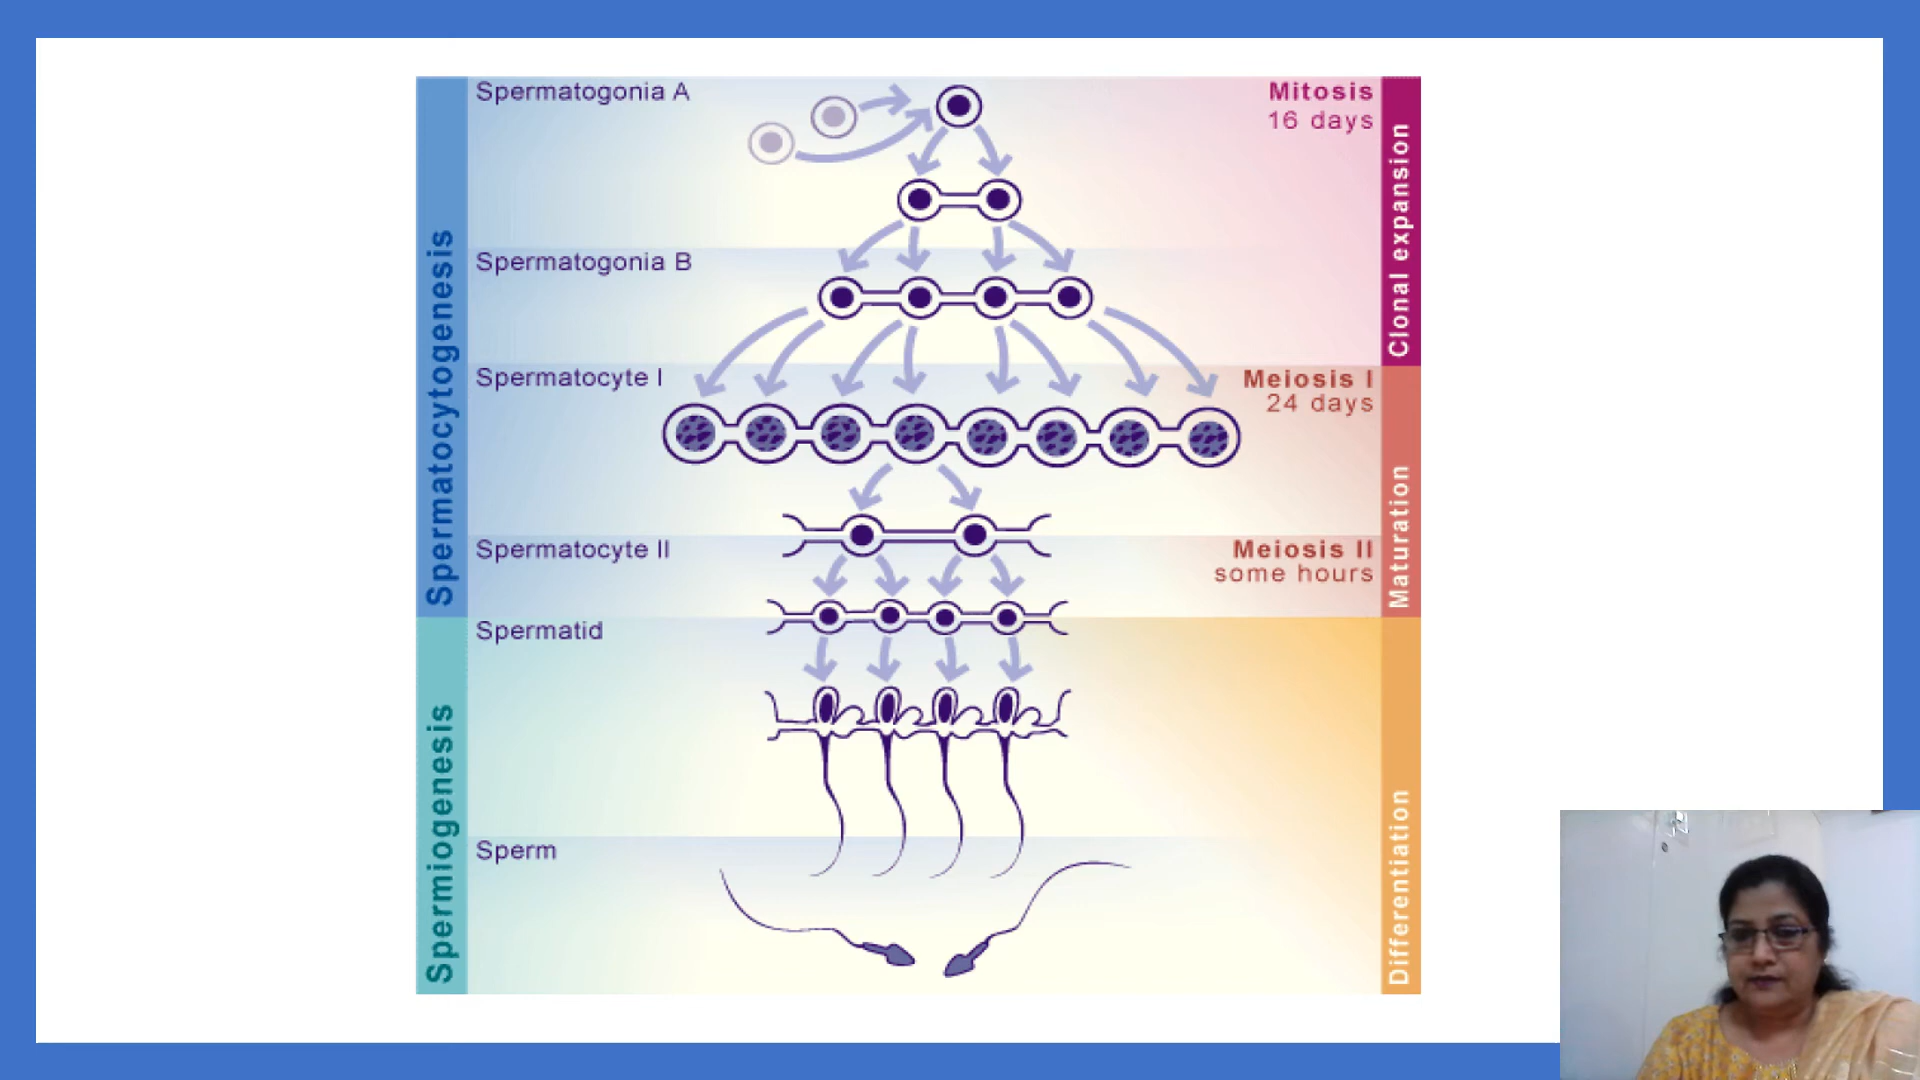 Spermatogonia A
Mitosis
16 days
Spermatogonia B
Spermatocyte I
Meiosis I
24 days
Spermatocyte II
Meiosis II
some hours
Spermatid
Sperm
Spermatocytogenesis
Spermiogenesis
Clonal expansion
Maturation
Differentiation